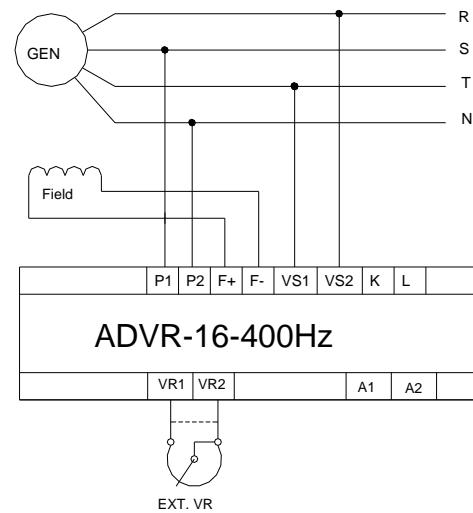 R
GEN
S
T
N
Field
P1 P2 F+ F- VS1 VS2 K L
ADVR-16-400Hz
VR1 VR2 A1 A2
EXT. VR